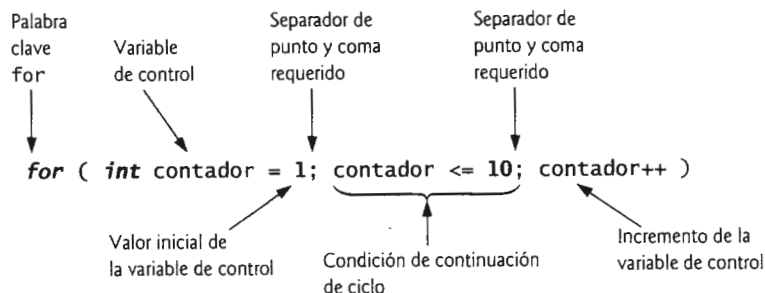 Palabra
clave
for
Variable
de control
Separador de
punto y coma
requerido
Separador de
punto y coma
requerido
for ( int contador = 1; contador <= 10; contador++ )
Valor inicial de
la variable de control
Condición de continuación
de ciclo
Incremento de la
variable de control